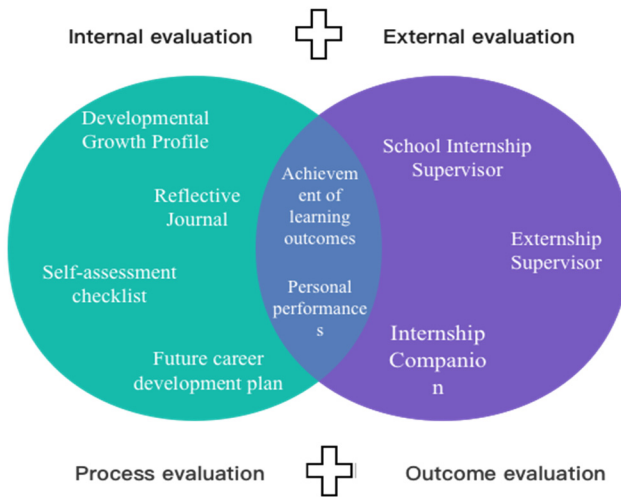 Internal evaluation
External evaluation
Developmental
Growth Profile
Reflective
Journal
Self-assessment
checklist
Future career
development plan
Achievem
ent of
learning
outcomes
Personal
performance
s
School Internship
Supervisor
Externship
Supervisor
Internship
Companio
n
Process evaluation
Outcome evaluation